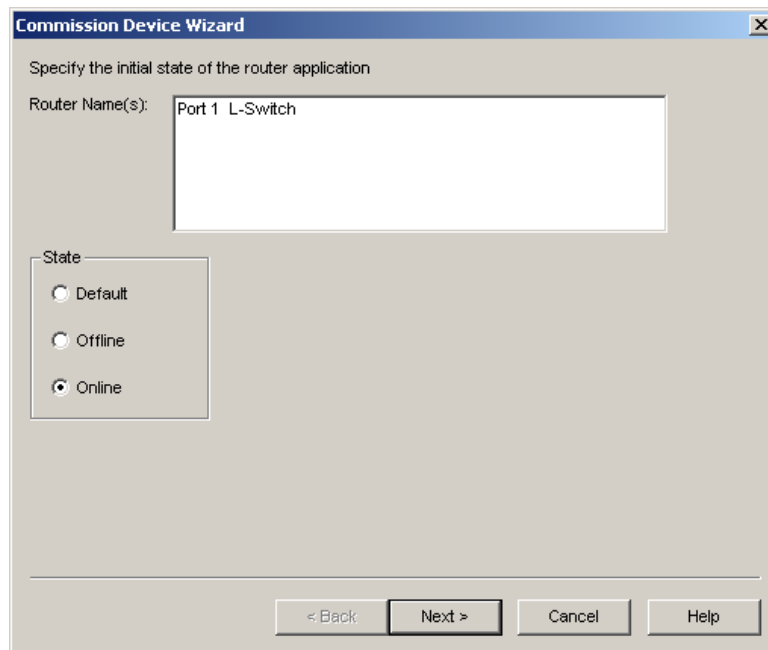 Commission Device Wizard
Specify the initial state of the router application
Router Name(s):
Port 1 L-Switch
State
Default
Offline
Online
< Back
Next >
Cancel
Help